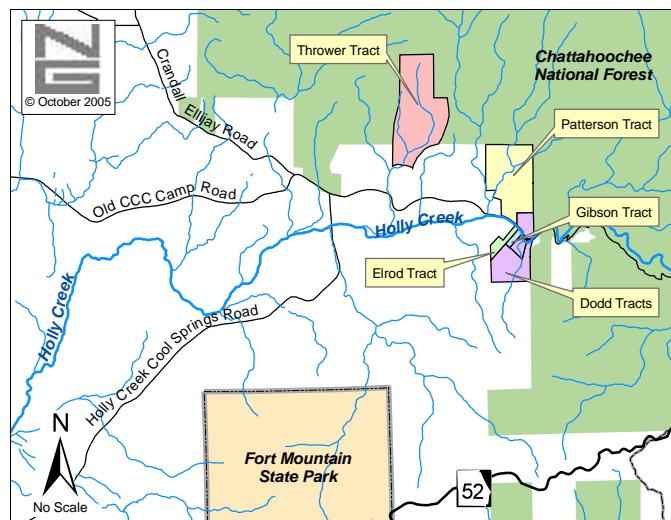 NG
© October 2005
Thrower Tract
Chattahoochee
National Forest
Crandall
Ellijay Road
Patterson Tract
Old CCC Camp Road
Holly Creek
Gibson Tract
Elrod Tract
Dodd Tracts
Holly Creek
Holly Creek Cool Springs Road
N
No Scale
Fort Mountain
State Park
52